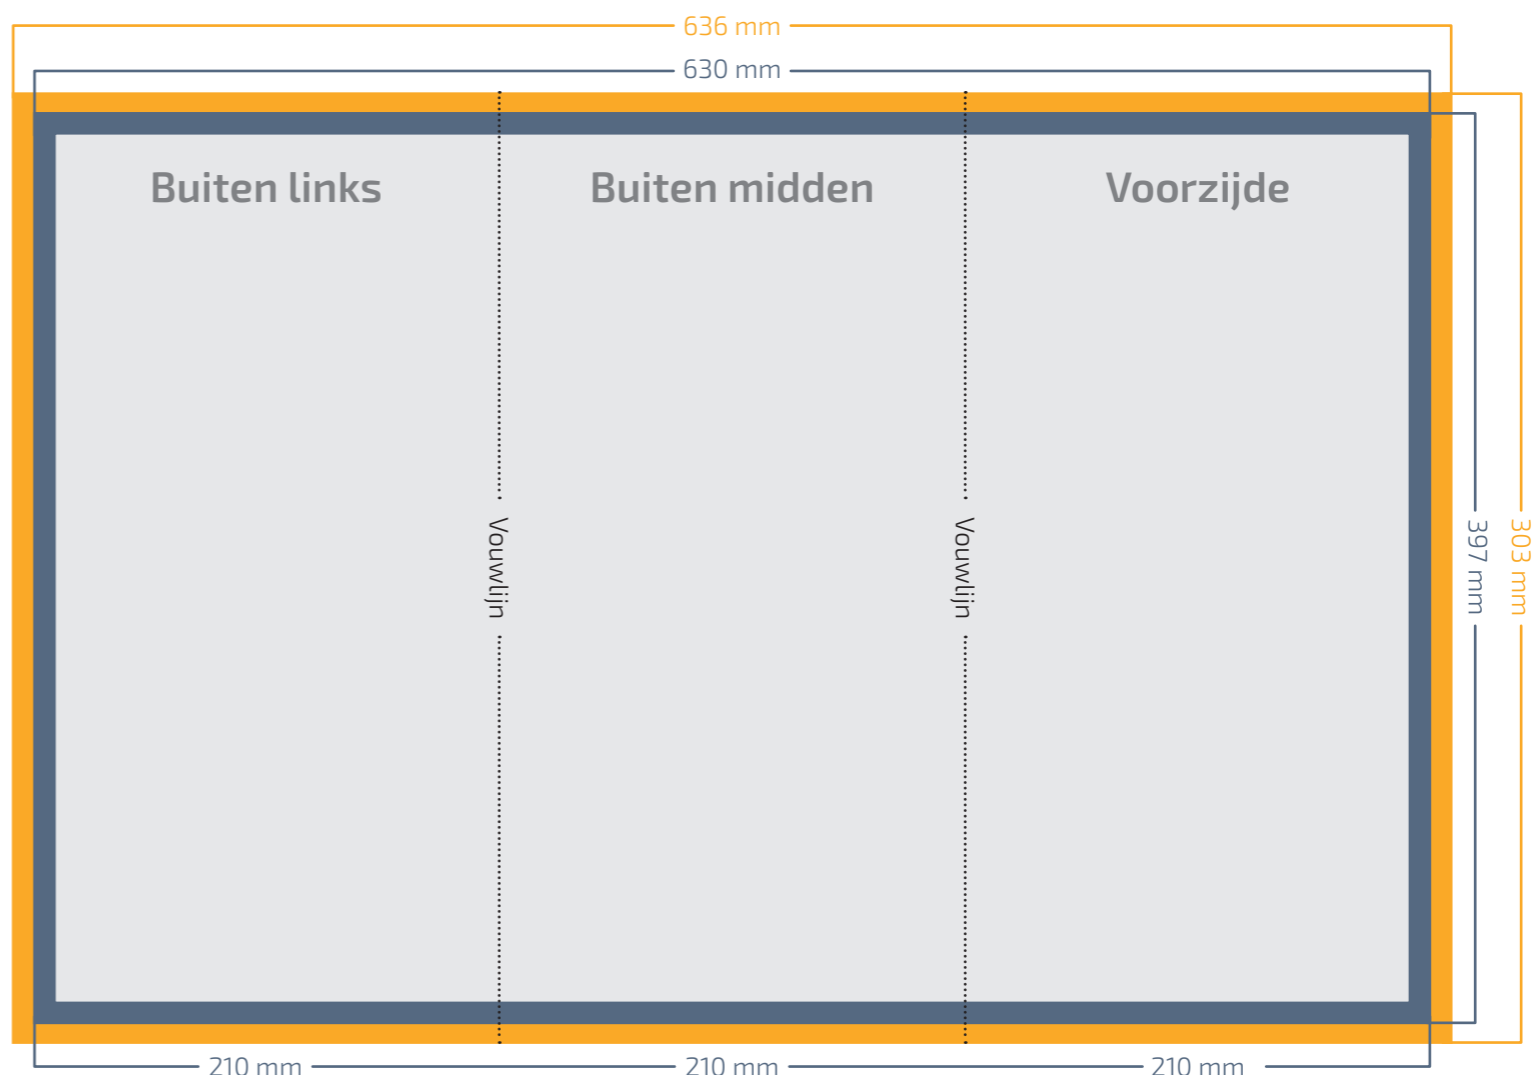 636 mm
630 mm
Buiten links
Buiten midden
Voorzijde
Vouwlijn
Vouwlijn
397 mm
303 mm
210 mm
210 mm
210 mm